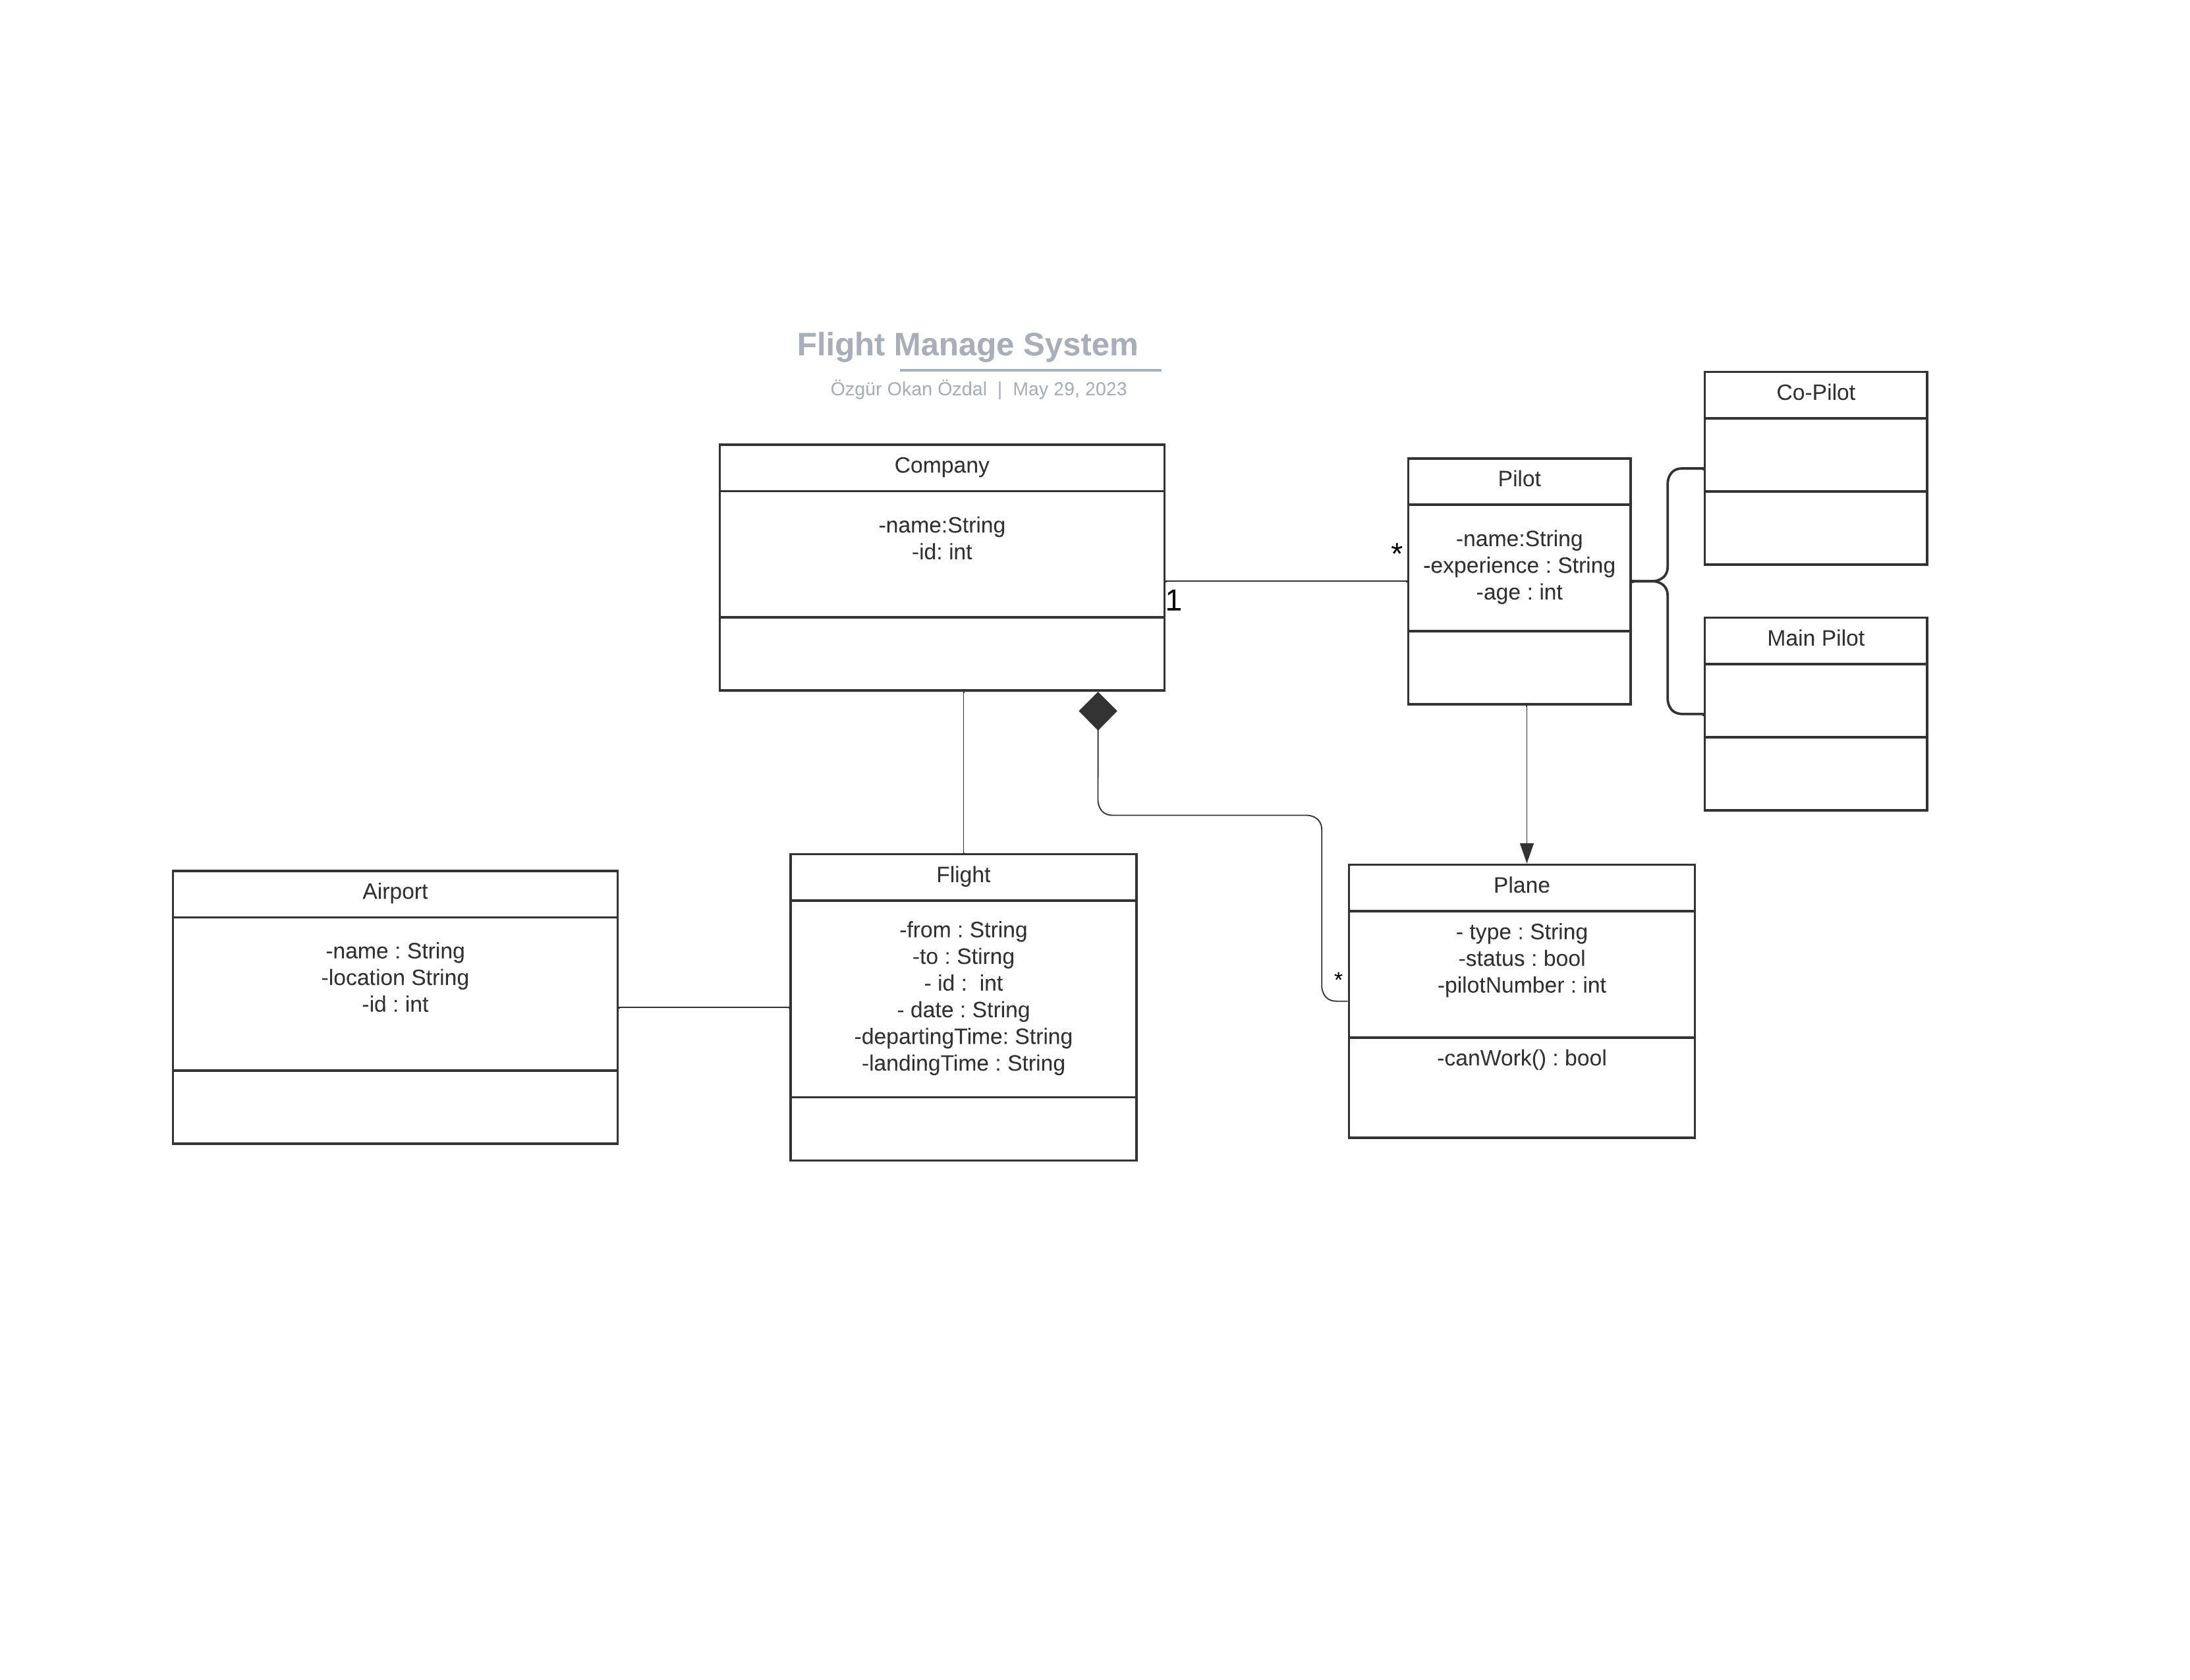 Flight Manage System
Özgür Okan Özdal | May 29, 2023
Company
-name:String
-id: int
1
*
Pilot
-name:String
-experience : String
-age : int
Co-Pilot
Main Pilot
Airport
-name : String
-location String
-id : int
Flight
-from : String
-to : Stirng
- id :  int
- date : String
-departingTime: String
-landingTime : String
*
Plane
- type : String
-status : bool
-pilotNumber : int
-canWork() : bool